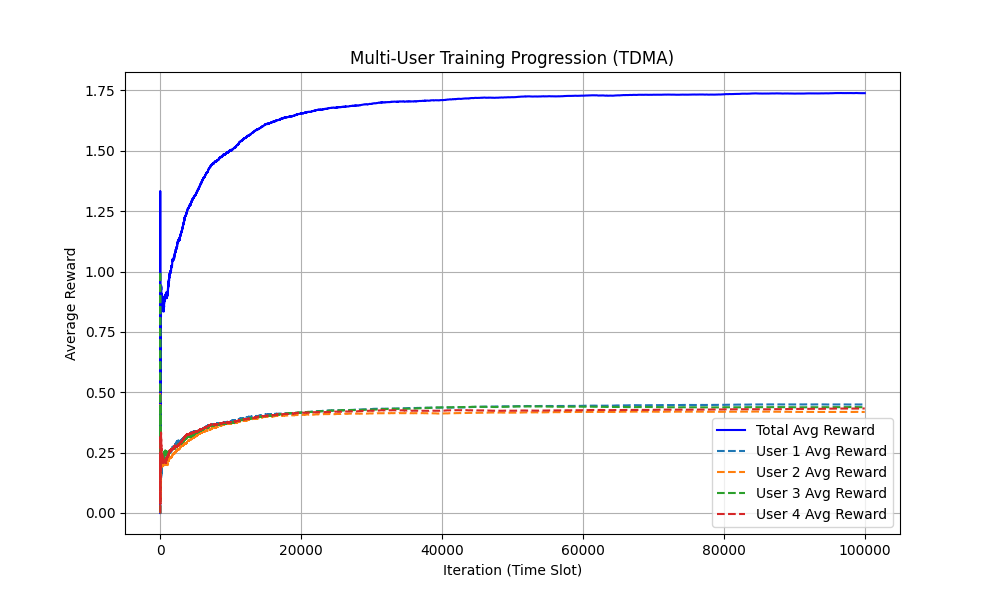 Multi-User Training Progression (TDMA)
1.75
1.50
1.25
1.00
0.75
0.50
0.25
0.00
Average Reward
Total Avg Reward
User 1 Avg Reward
User 2 Avg Reward
User 3 Avg Reward
User 4 Avg Reward
0 20000 40000 60000 80000 100000
Iteration (Time Slot)